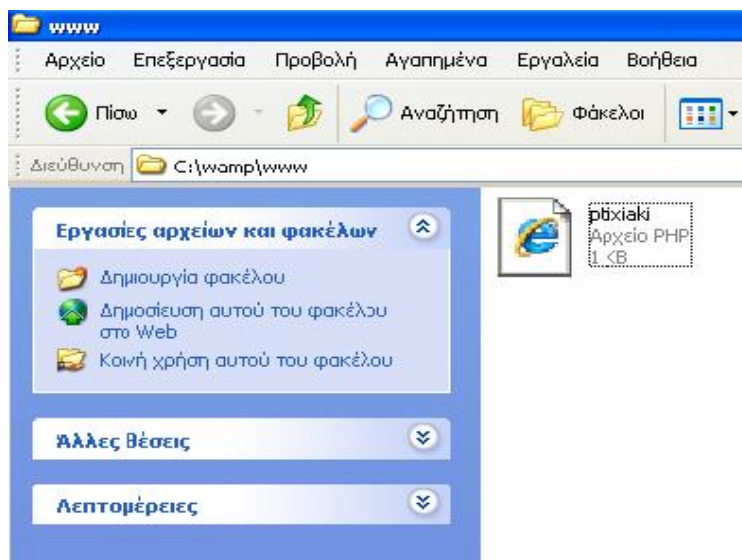 www
Αρχείο Επεξεργασία Προβολή Αγαπημένα Εργαλεία Βοήθεια
Πίσω Αναζήτηση Φάκελοι
Διεύθυνση C:\wamp\www
Εργασίες αρχείων και φακέλων
Δημιουργία φακέλου
Δημοσίευση αυτού του φακέλου
στο Web
Κοινή χρήση αυτού του φακέλου
Άλλες θέσεις
Λεπτομέρειες
ptixiaki
Αρχείο PHP
1 KB